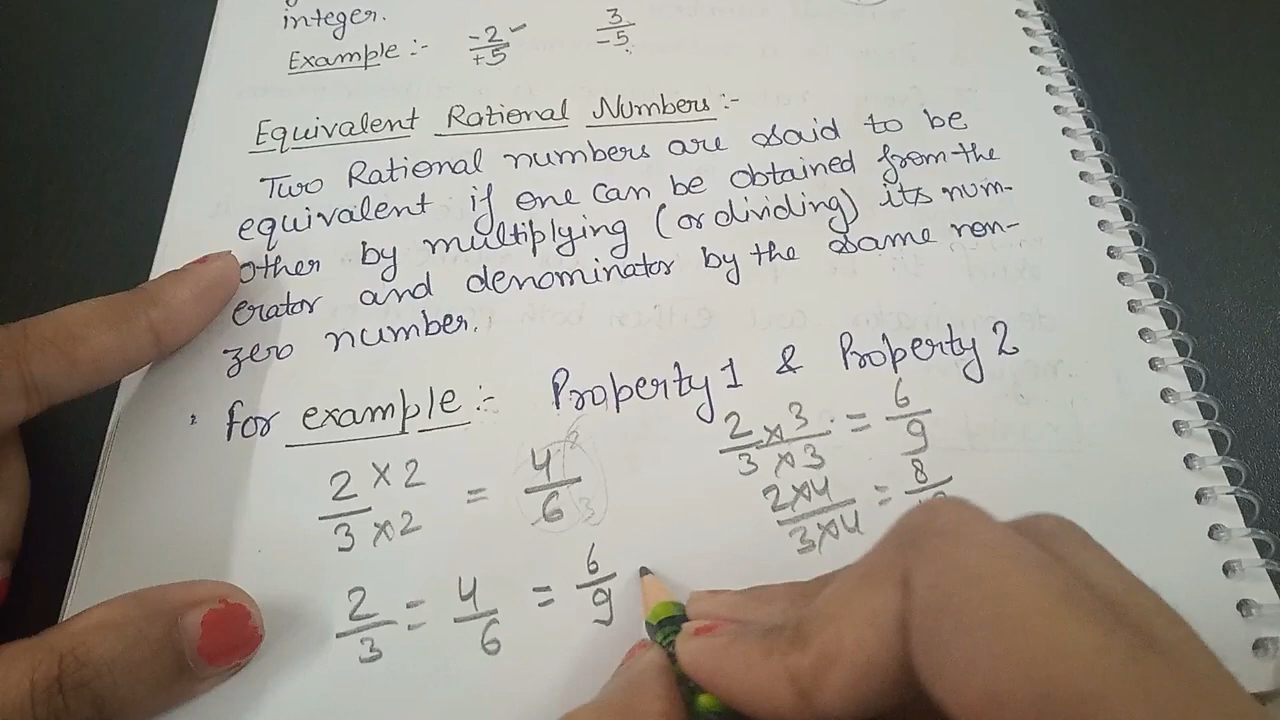 integer.
Example :- -2/+5 3/-5
Equivalent Rational Numbers :-
Two Rational numbers are said to be
equivalent if one can be obtained from the
other by multiplying (or dividing) its num-
erator and denominator by the same non-
zero number.
For example :- Property 1 & Property 2
2×2/3×2 = 4/6
2×3/3×3 = 6/9
2×4/3×4 = 8/
2/3 = 4/6 = 6/9